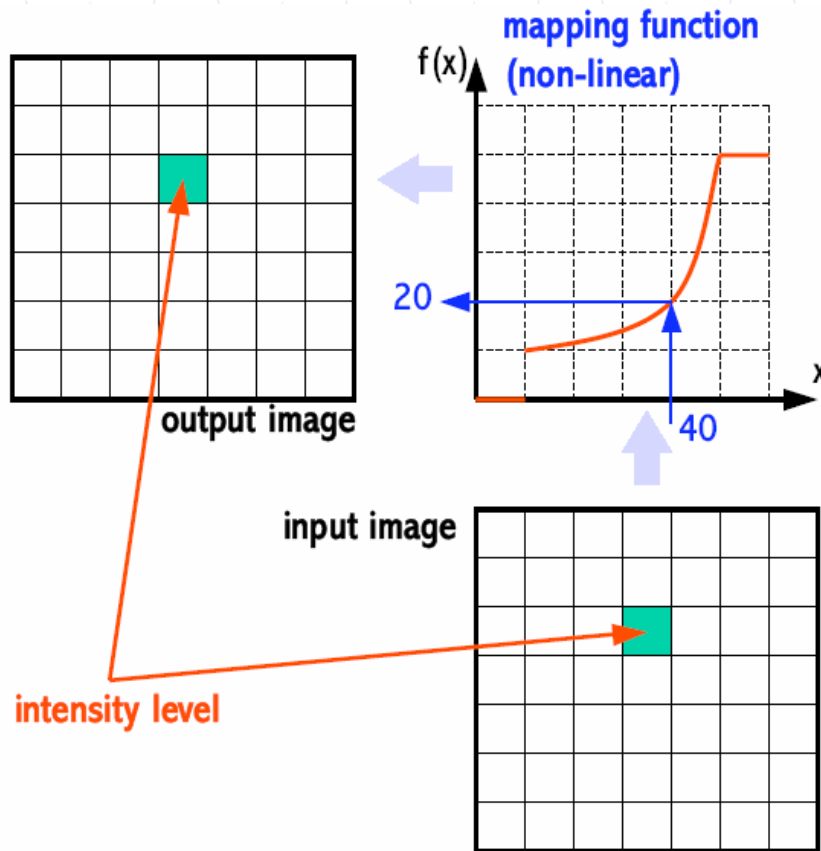 mapping function
(non-linear)
f(x)
20
x
40
output image
input image
intensity level